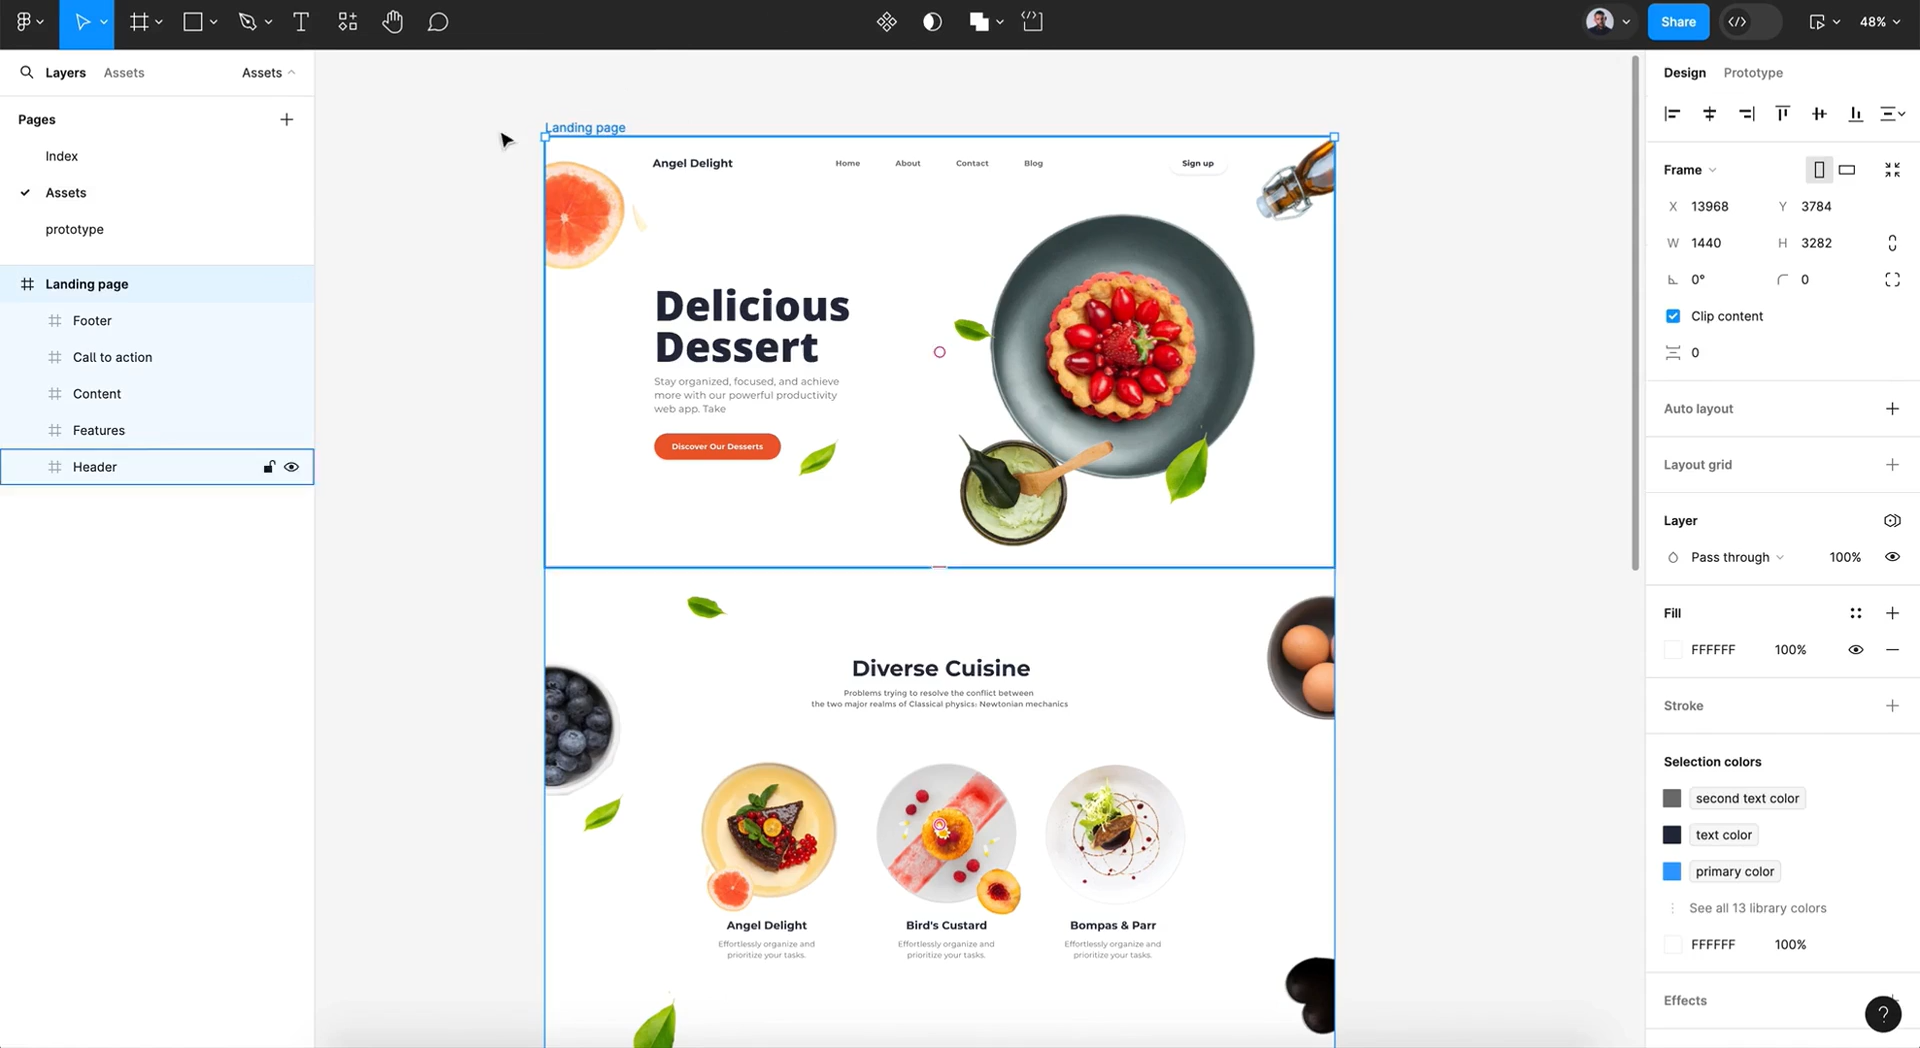 Share
48%
Layers
Assets
Assets
Pages
Index
Assets
prototype
Landing page
Footer
Call to action
Content
Features
Header
Landing page
Angel Delight
Home
About
Contact
Blog
Sign up
Delicious
Dessert
Stay organized, focused, and achieve
more with our powerful productivity
web app. Take
Discover Our Desserts
Diverse Cuisine
Problems trying to resolve the conflict between
the two major realms of Classical physics: Newtonian mechanics
Angel Delight
Effortlessly organize and
prioritize your tasks.
Bird's Custard
Effortlessly organize and
prioritize your tasks.
Bompas & Parr
Effortlessly organize and
prioritize your tasks.
Design
Prototype
Frame
X 13968
Y 3784
W 1440
H 3282
0°
0
Clip content
0
Auto layout
Layout grid
Layer
Pass through
100%
Fill
FFFFFF
100%
Stroke
Selection colors
second text color
text color
primary color
See all 13 library colors
FFFFFF
100%
Effects
?